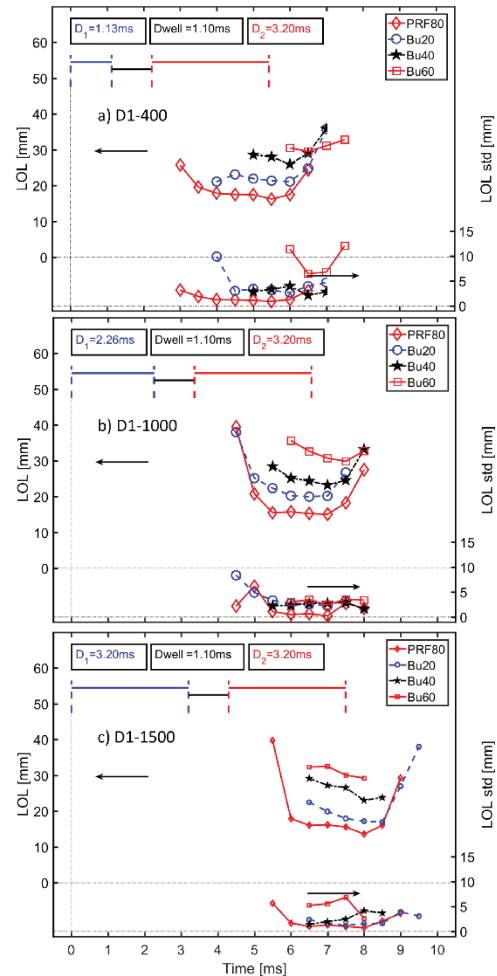 D1=1.13ms Dwell =1.10ms D2=3.20ms
PRF80
Bu20
Bu40
Bu60
a) D1-400
LOL [mm]
60
50
40
30
20
10
0
LOL std [mm]
15
10
5
0
D1=2.26ms Dwell =1.10ms D2=3.20ms
PRF80
Bu20
Bu40
Bu60
b) D1-1000
LOL [mm]
60
50
40
30
20
10
0
LOL std [mm]
15
10
5
0
D1=3.20ms Dwell =1.10ms D2=3.20ms
PRF80
Bu20
Bu40
Bu60
c) D1-1500
LOL [mm]
60
50
40
30
20
10
0
LOL std [mm]
15
10
5
0
0 1 2 3 4 5 6 7 8 9 10
Time [ms]